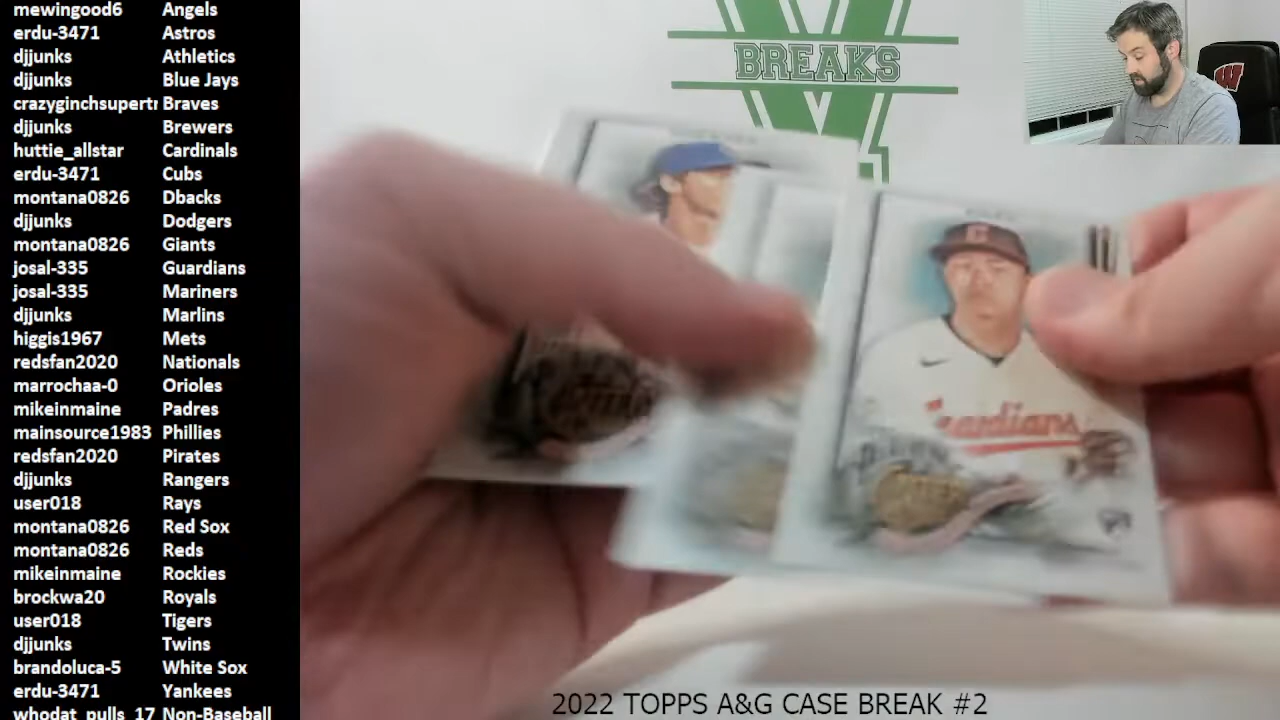 mewingood6 Angels
erdu-3471 Astros
djjunks Athletics
djjunks Blue Jays
crazyginchsupertr Braves
djjunks Brewers
huttie_allstar Cardinals
erdu-3471 Cubs
montana0826 Dbacks
djjunks Dodgers
montana0826 Giants
josal-335 Guardians
josal-335 Mariners
djjunks Marlins
higgis1967 Mets
redsfan2020 Nationals
marrochaa-0 Orioles
mikeinmaine Padres
mainsource1983 Phillies
redsfan2020 Pirates
djjunks Rangers
user018 Rays
montana0826 Red Sox
montana0826 Reds
mikeinmaine Rockies
brockwa20 Royals
user018 Tigers
djjunks Twins
brandoluca-5 White Sox
erdu-3471 Yankees
whodat_pulls_17 Non-Baseball
V
BREAKS
W
C
Guardians
2022 TOPPS A&G CASE BREAK #2